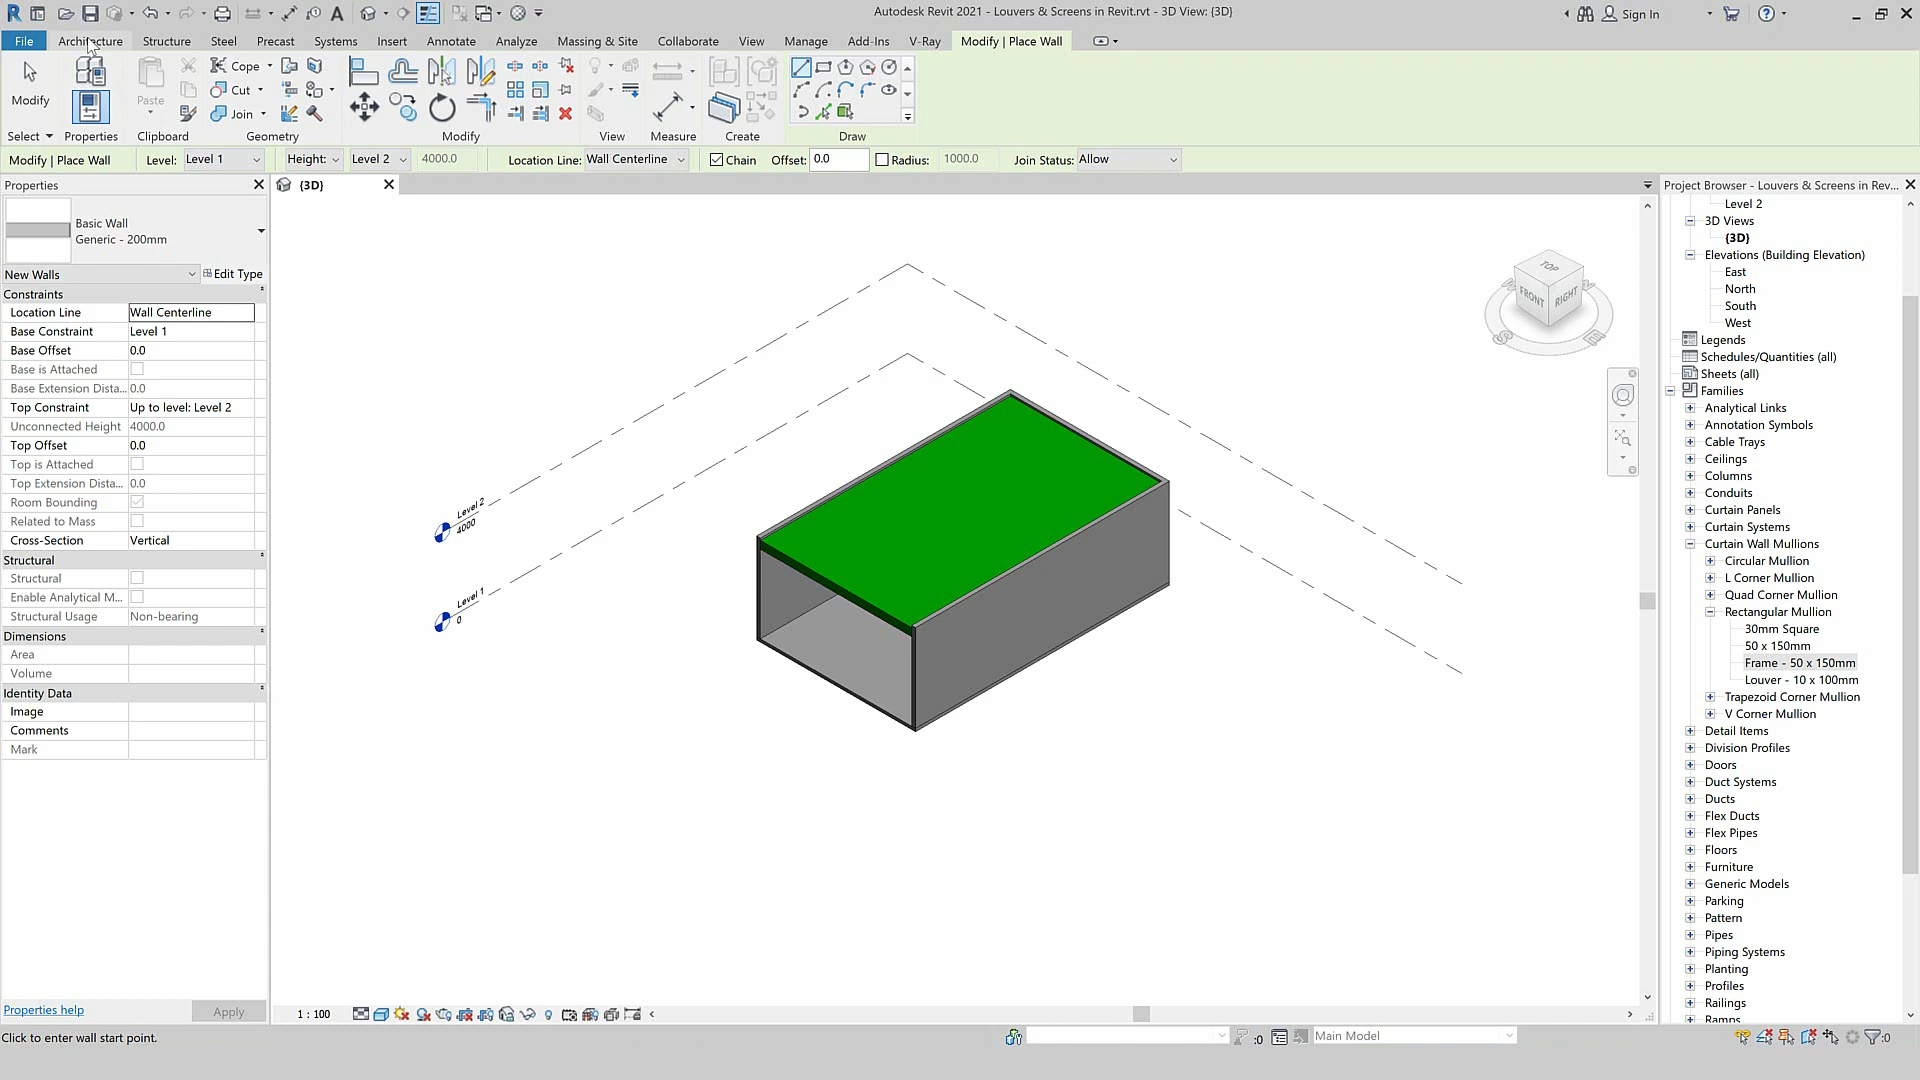 Autodesk Revit 2021 - Louvers & Screens in Revit.rvt - 3D View: {3D}
Sign In
File Architecture Structure Steel Precast Systems Insert Annotate Analyze Massing & Site Collaborate View Manage Add-Ins V-Ray Modify | Place Wall
Modify
Paste
Cope
Cut
Join
Select Properties Clipboard Geometry Modify View Measure Create Draw
Modify | Place Wall Level: Level 1 Height: Level 2 4000.0 Location Line: Wall Centerline Chain Offset: 0.0 Radius: 1000.0 Join Status: Allow
Properties
Basic Wall
Generic - 200mm
New Walls Edit Type
Constraints
Location Line Wall Centerline
Base Constraint Level 1
Base Offset 0.0
Base is Attached
Base Extension Dista... 0.0
Top Constraint Up to level: Level 2
Unconnected Height 4000.0
Top Offset 0.0
Top is Attached
Top Extension Dista... 0.0
Room Bounding
Related to Mass
Cross-Section Vertical
Structural
Structural
Enable Analytical M...
Structural Usage Non-bearing
Dimensions
Area
Volume
Identity Data
Image
Comments
Mark
Properties help Apply
{3D}
TOP
FRONT RIGHT
S E
Level 2
4000
Level 1
0
1 : 100
Project Browser - Louvers & Screens in Rev...
Level 2
3D Views
{3D}
Elevations (Building Elevation)
East
North
South
West
Legends
Schedules/Quantities (all)
Sheets (all)
Families
Analytical Links
Annotation Symbols
Cable Trays
Ceilings
Columns
Conduits
Curtain Panels
Curtain Systems
Curtain Wall Mullions
Circular Mullion
L Corner Mullion
Quad Corner Mullion
Rectangular Mullion
30mm Square
50 x 150mm
Frame - 50 x 150mm
Louver - 10 x 100mm
Trapezoid Corner Mullion
V Corner Mullion
Detail Items
Division Profiles
Doors
Duct Systems
Ducts
Flex Ducts
Flex Pipes
Floors
Furniture
Generic Models
Parking
Pattern
Pipes
Piping Systems
Planting
Profiles
Railings
Ramps
Click to enter wall start point.
:0
Main Model
:0